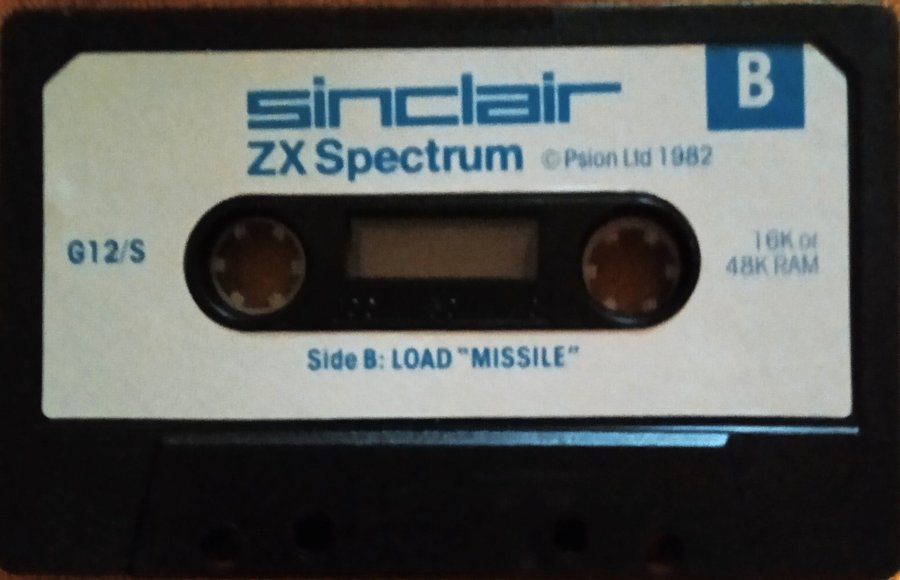 B
sinclair
ZX Spectrum © Psion Ltd 1982
G12/S
16K or
48K RAM
Side B: LOAD "MISSILE"